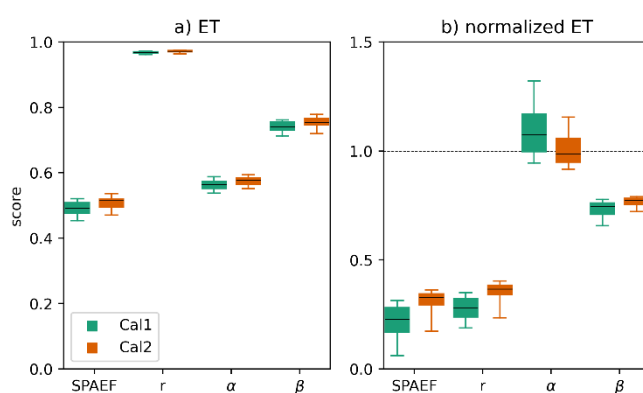 a) ET
b) normalized ET
score
1.0
0.8
0.6
0.4
0.2
0.0
Cal1
Cal2
SPAEF r α β
1.5
1.0
0.5
0.0
SPAEF r α β